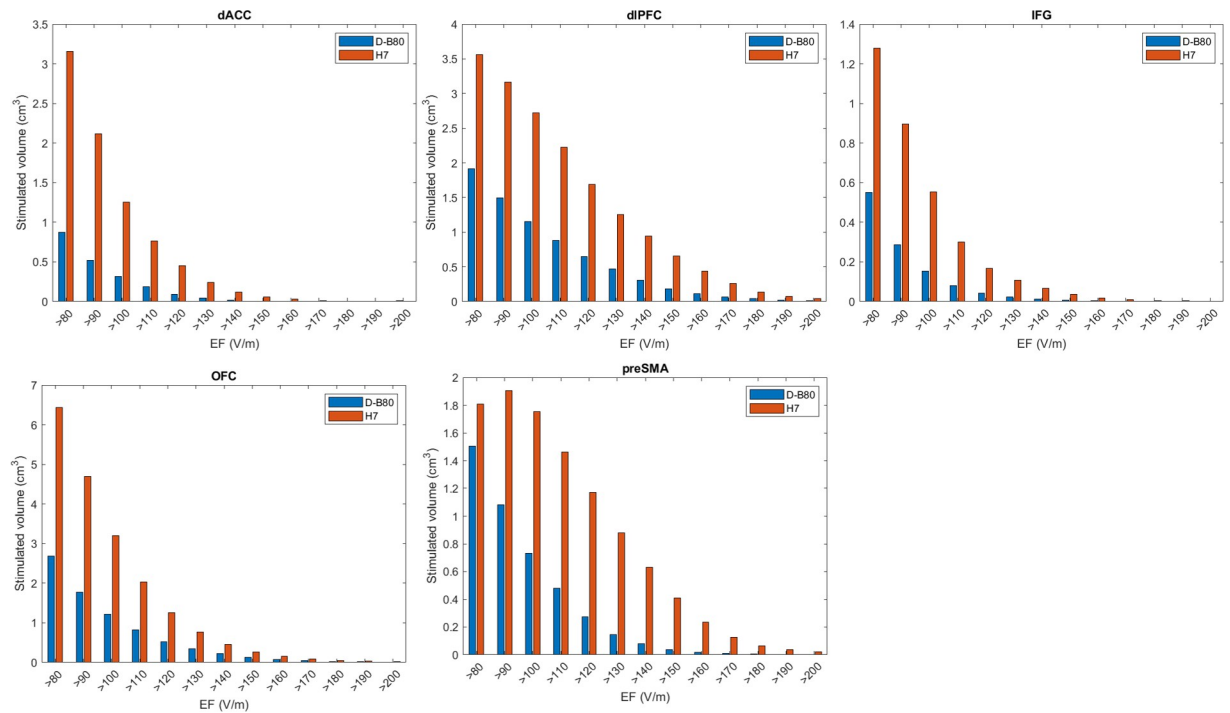 dACC
3.5
3
2.5
2
1.5
1
0.5
0
Stimulated volume (cm³)
D-B80
H7
>80 >90 >100 >110 >120 >130 >140 >150 >160 >170 >180 >190 >200
EF (V/m)
dlPFC
4
3.5
3
2.5
2
1.5
1
0.5
0
Stimulated volume (cm³)
D-B80
H7
>80 >90 >100 >110 >120 >130 >140 >150 >160 >170 >180 >190 >200
EF (V/m)
IFG
1.4
1.2
1
0.8
0.6
0.4
0.2
0
Stimulated volume (cm³)
D-B80
H7
>80 >90 >100 >110 >120 >130 >140 >150 >160 >170 >180 >190 >200
EF (V/m)
OFC
7
6
5
4
3
2
1
0
Stimulated volume (cm³)
D-B80
H7
>80 >90 >100 >110 >120 >130 >140 >150 >160 >170 >180 >190 >200
EF (V/m)
preSMA
2
1.8
1.6
1.4
1.2
1
0.8
0.6
0.4
0.2
0
Stimulated volume (cm³)
D-B80
H7
>80 >90 >100 >110 >120 >130 >140 >150 >160 >170 >180 >190 >200
EF (V/m)